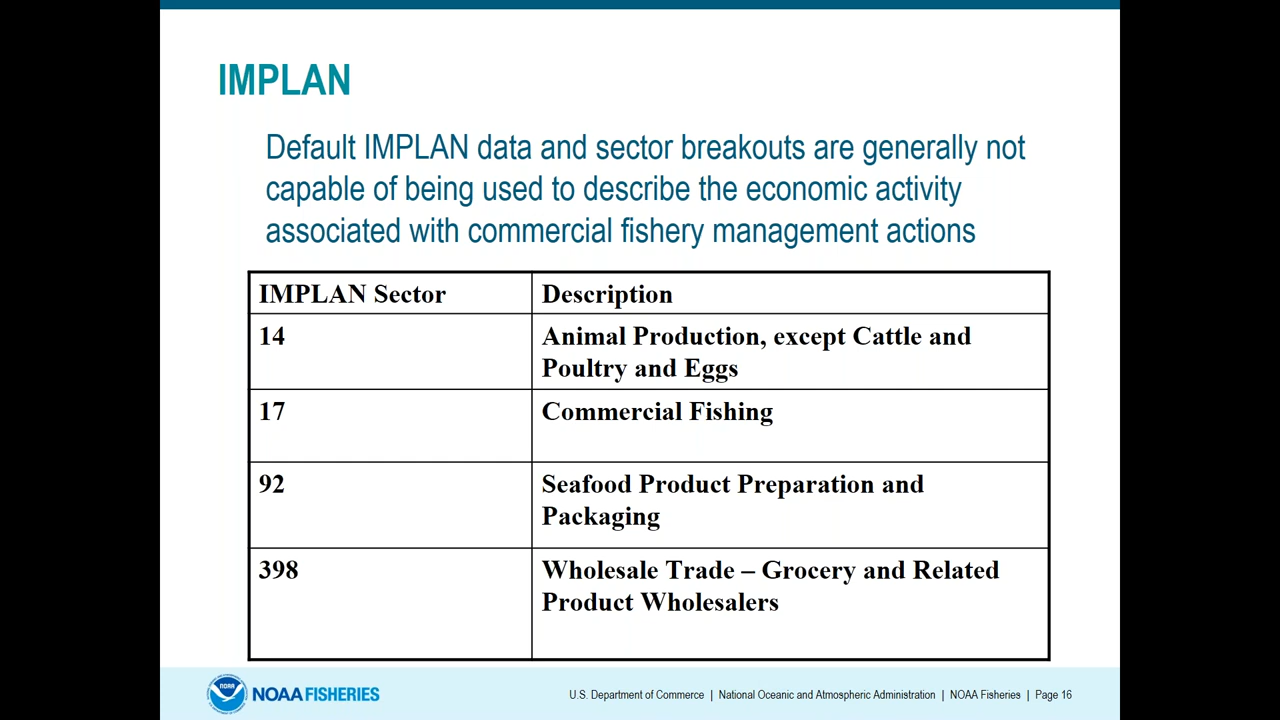 IMPLAN
Default IMPLAN data and sector breakouts are generally not
capable of being used to describe the economic activity
associated with commercial fishery management actions
IMPLAN Sector Description
14 Animal Production, except Cattle and
Poultry and Eggs
17 Commercial Fishing
92 Seafood Product Preparation and
Packaging
398 Wholesale Trade – Grocery and Related
Product Wholesalers
NOAA
NOAA FISHERIES
U.S. Department of Commerce | National Oceanic and Atmospheric Administration | NOAA Fisheries | Page 16